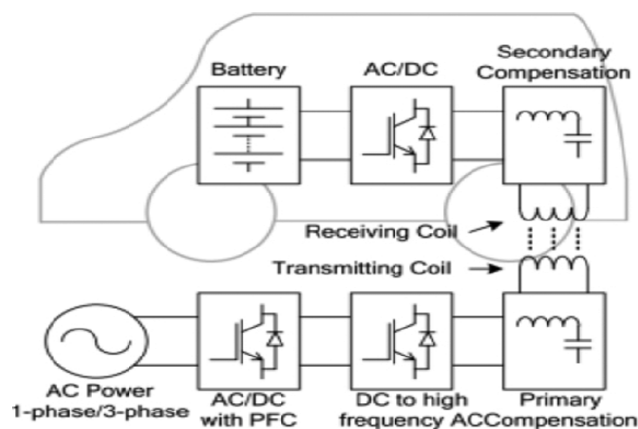 Battery
AC/DC
Secondary
Compensation
Receiving Coil
Transmitting Coil
AC Power
1-phase/3-phase
AC/DC
with PFC
DC to high
frequency AC
Primary
Compensation